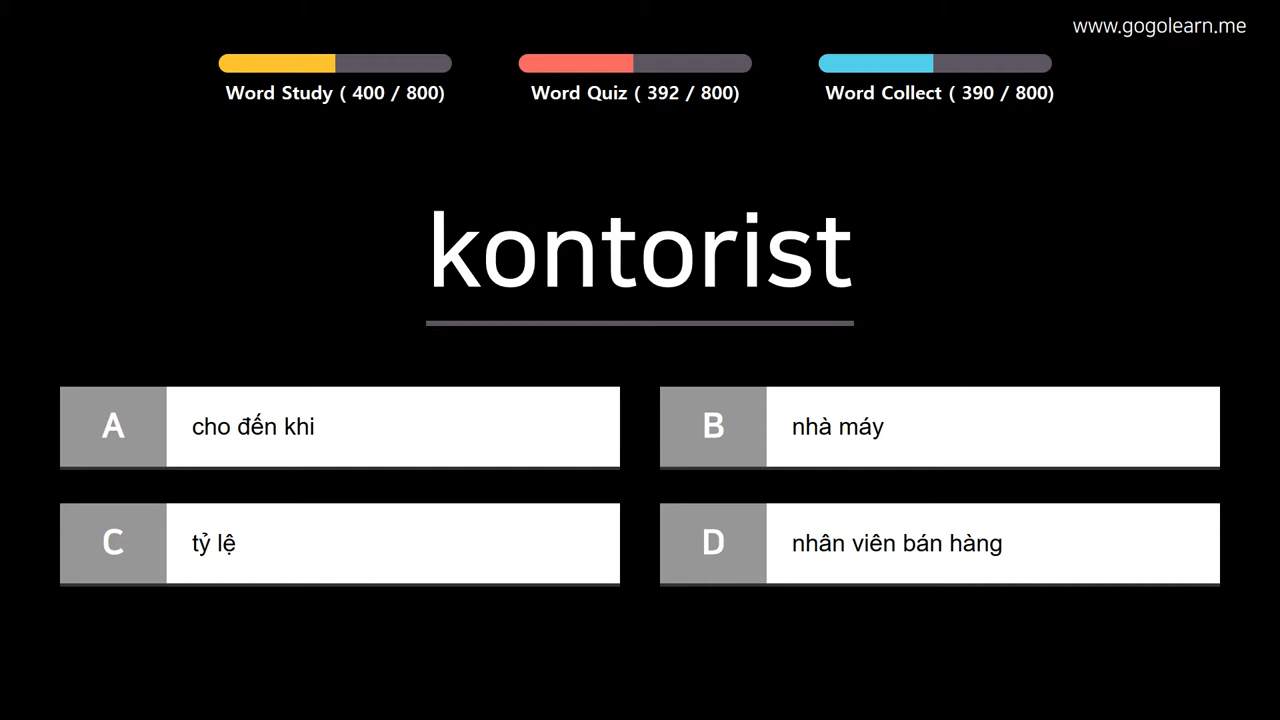 www.gogolearn.me
Word Study ( 400 / 800)
Word Quiz ( 392 / 800)
Word Collect ( 390 / 800)
kontorist
A cho đến khi
B nhà máy
C tỷ lệ
D nhân viên bán hàng